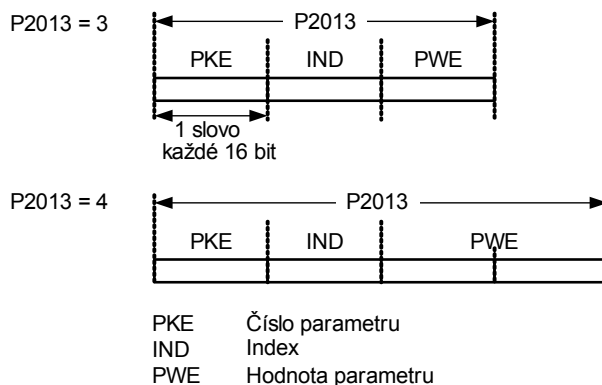 P2013 = 3
P2013
PKE IND PWE
1 slovo
každé 16 bit
P2013 = 4
P2013
PKE IND PWE
PKE Číslo parametru
IND Index
PWE Hodnota parametru